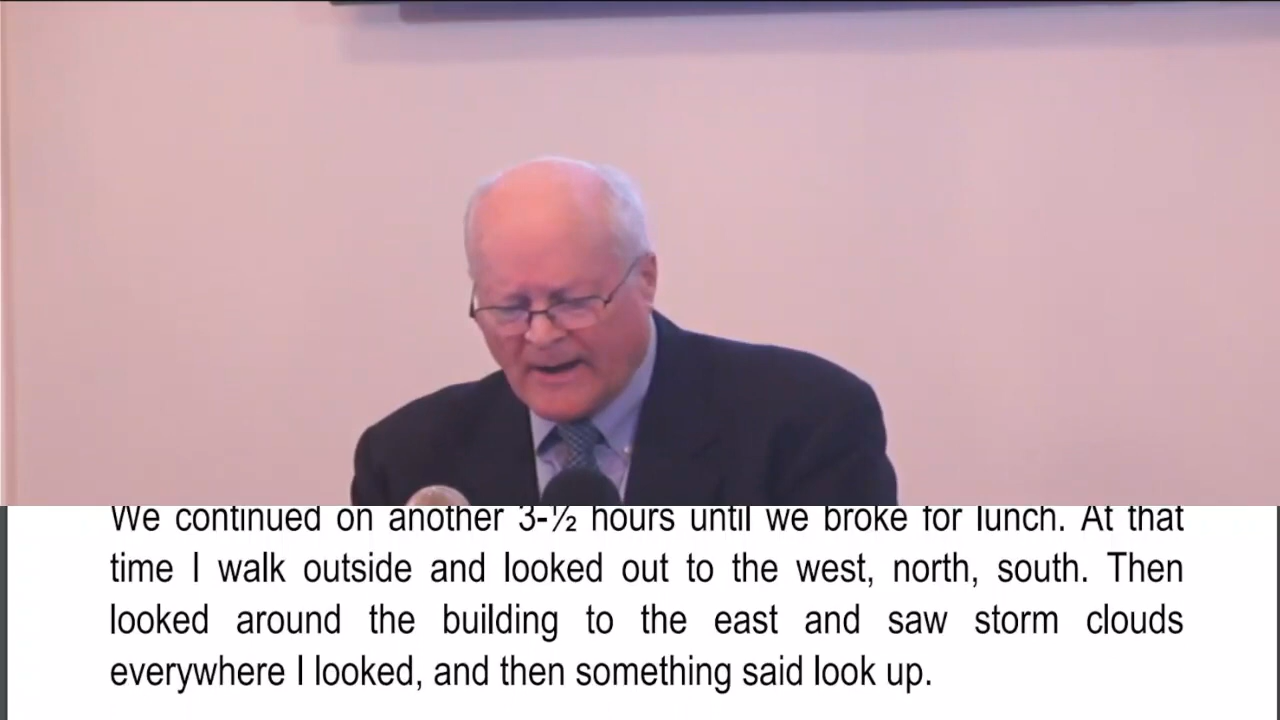 We continued on another 3-½ hours until we broke for lunch. At that
time I walk outside and looked out to the west, north, south. Then
looked around the building to the east and saw storm clouds
everywhere I looked, and then something said look up.